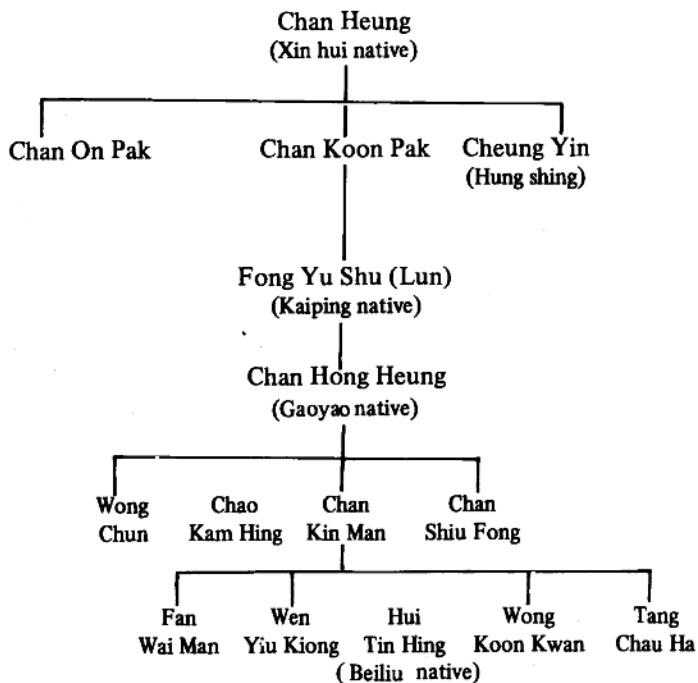 Chan Heung
(Xin hui native)
Chan On Pak
Chan Koon Pak
Cheung Yin
(Hung shing)
Fong Yu Shu (Lun)
(Kaiping native)
Chan Hong Heung
(Gaoyao native)
Wong
Chun
Chao
Kam Hing
Chan
Kin Man
Chan
Shiu Fong
Fan
Wai Man
Wen
Yiu Kiong
Hui
Tin Hing
(Beiliu native)
Wong
Koon Kwan
Tang
Chau Ha